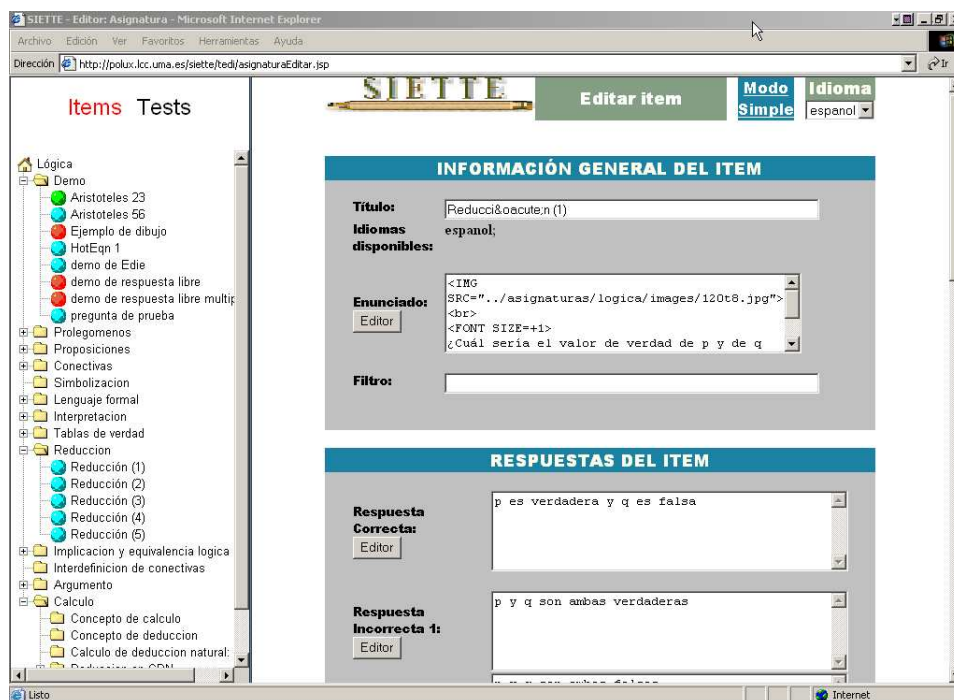 SIETTE - Editor: Asignatura - Microsoft Internet Explorer
Archivo Edición Ver Favoritos Herramientas Ayuda
Dirección http://polux.lcc.uma.es/siette/tedi/asignaturaEditar.jsp Ir
Items Tests
Lógica
Demo
Aristoteles 23
Aristoteles 56
Ejemplo de dibujo
HotEqn 1
demo de Edie
demo de respuesta libre
demo de respuesta libre multip
pregunta de prueba
Prolegomenos
Proposiciones
Conectivas
Simbolizacion
Lenguaje formal
Interpretacion
Tablas de verdad
Reduccion
Reducción (1)
Reducción (2)
Reducción (3)
Reducción (4)
Reducción (5)
Implicacion y equivalencia logica
Interdefinicion de conectivas
Argumento
Calculo
Concepto de calculo
Concepto de deduccion
Calculo de deduccion natural:
SIETTE
Editar item
Modo
Simple
Idioma
espanol
INFORMACIÓN GENERAL DEL ITEM
Título: Reducci&oacute;n (1)
Idiomas
disponibles: espanol;
Enunciado:
Editor
<IMG
SRC="../asignaturas/logica/images/120t8.jpg">
<br>
<FONT SIZE=+1>
¿Cuál sería el valor de verdad de p y de q
Filtro:
RESPUESTAS DEL ITEM
Respuesta
Correcta:
Editor
p es verdadera y q es falsa
Respuesta
Incorrecta 1:
Editor
p y q son ambas verdaderas
Listo
Internet